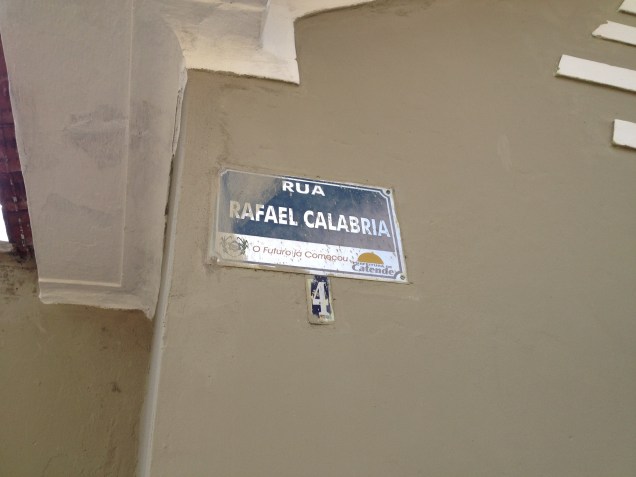 RUA
RAFAEL CALABRIA
O Futuro já Começou
Catende
4